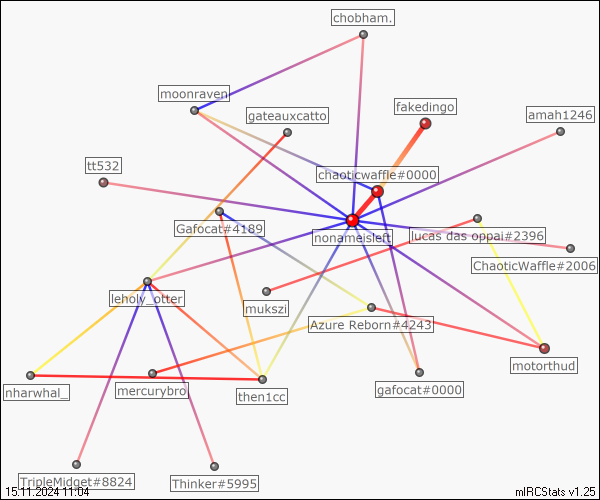 chobham.
moonraven
fakedingo
gateauxcatto
amah1246
tt532
chaoticwaffle#0000
Gafocat#4189
nonameisleft
lucas das oppai#2396
ChaoticWaffle#2006
leholy_otter
mukszi
Azure Reborn#4243
motorthud
nharwhal_
mercurybro
then1cc
gafocat#0000
TripleMidget#8824
Thinker#5995
15.11.2024 11:04
mIRCStats v1.25